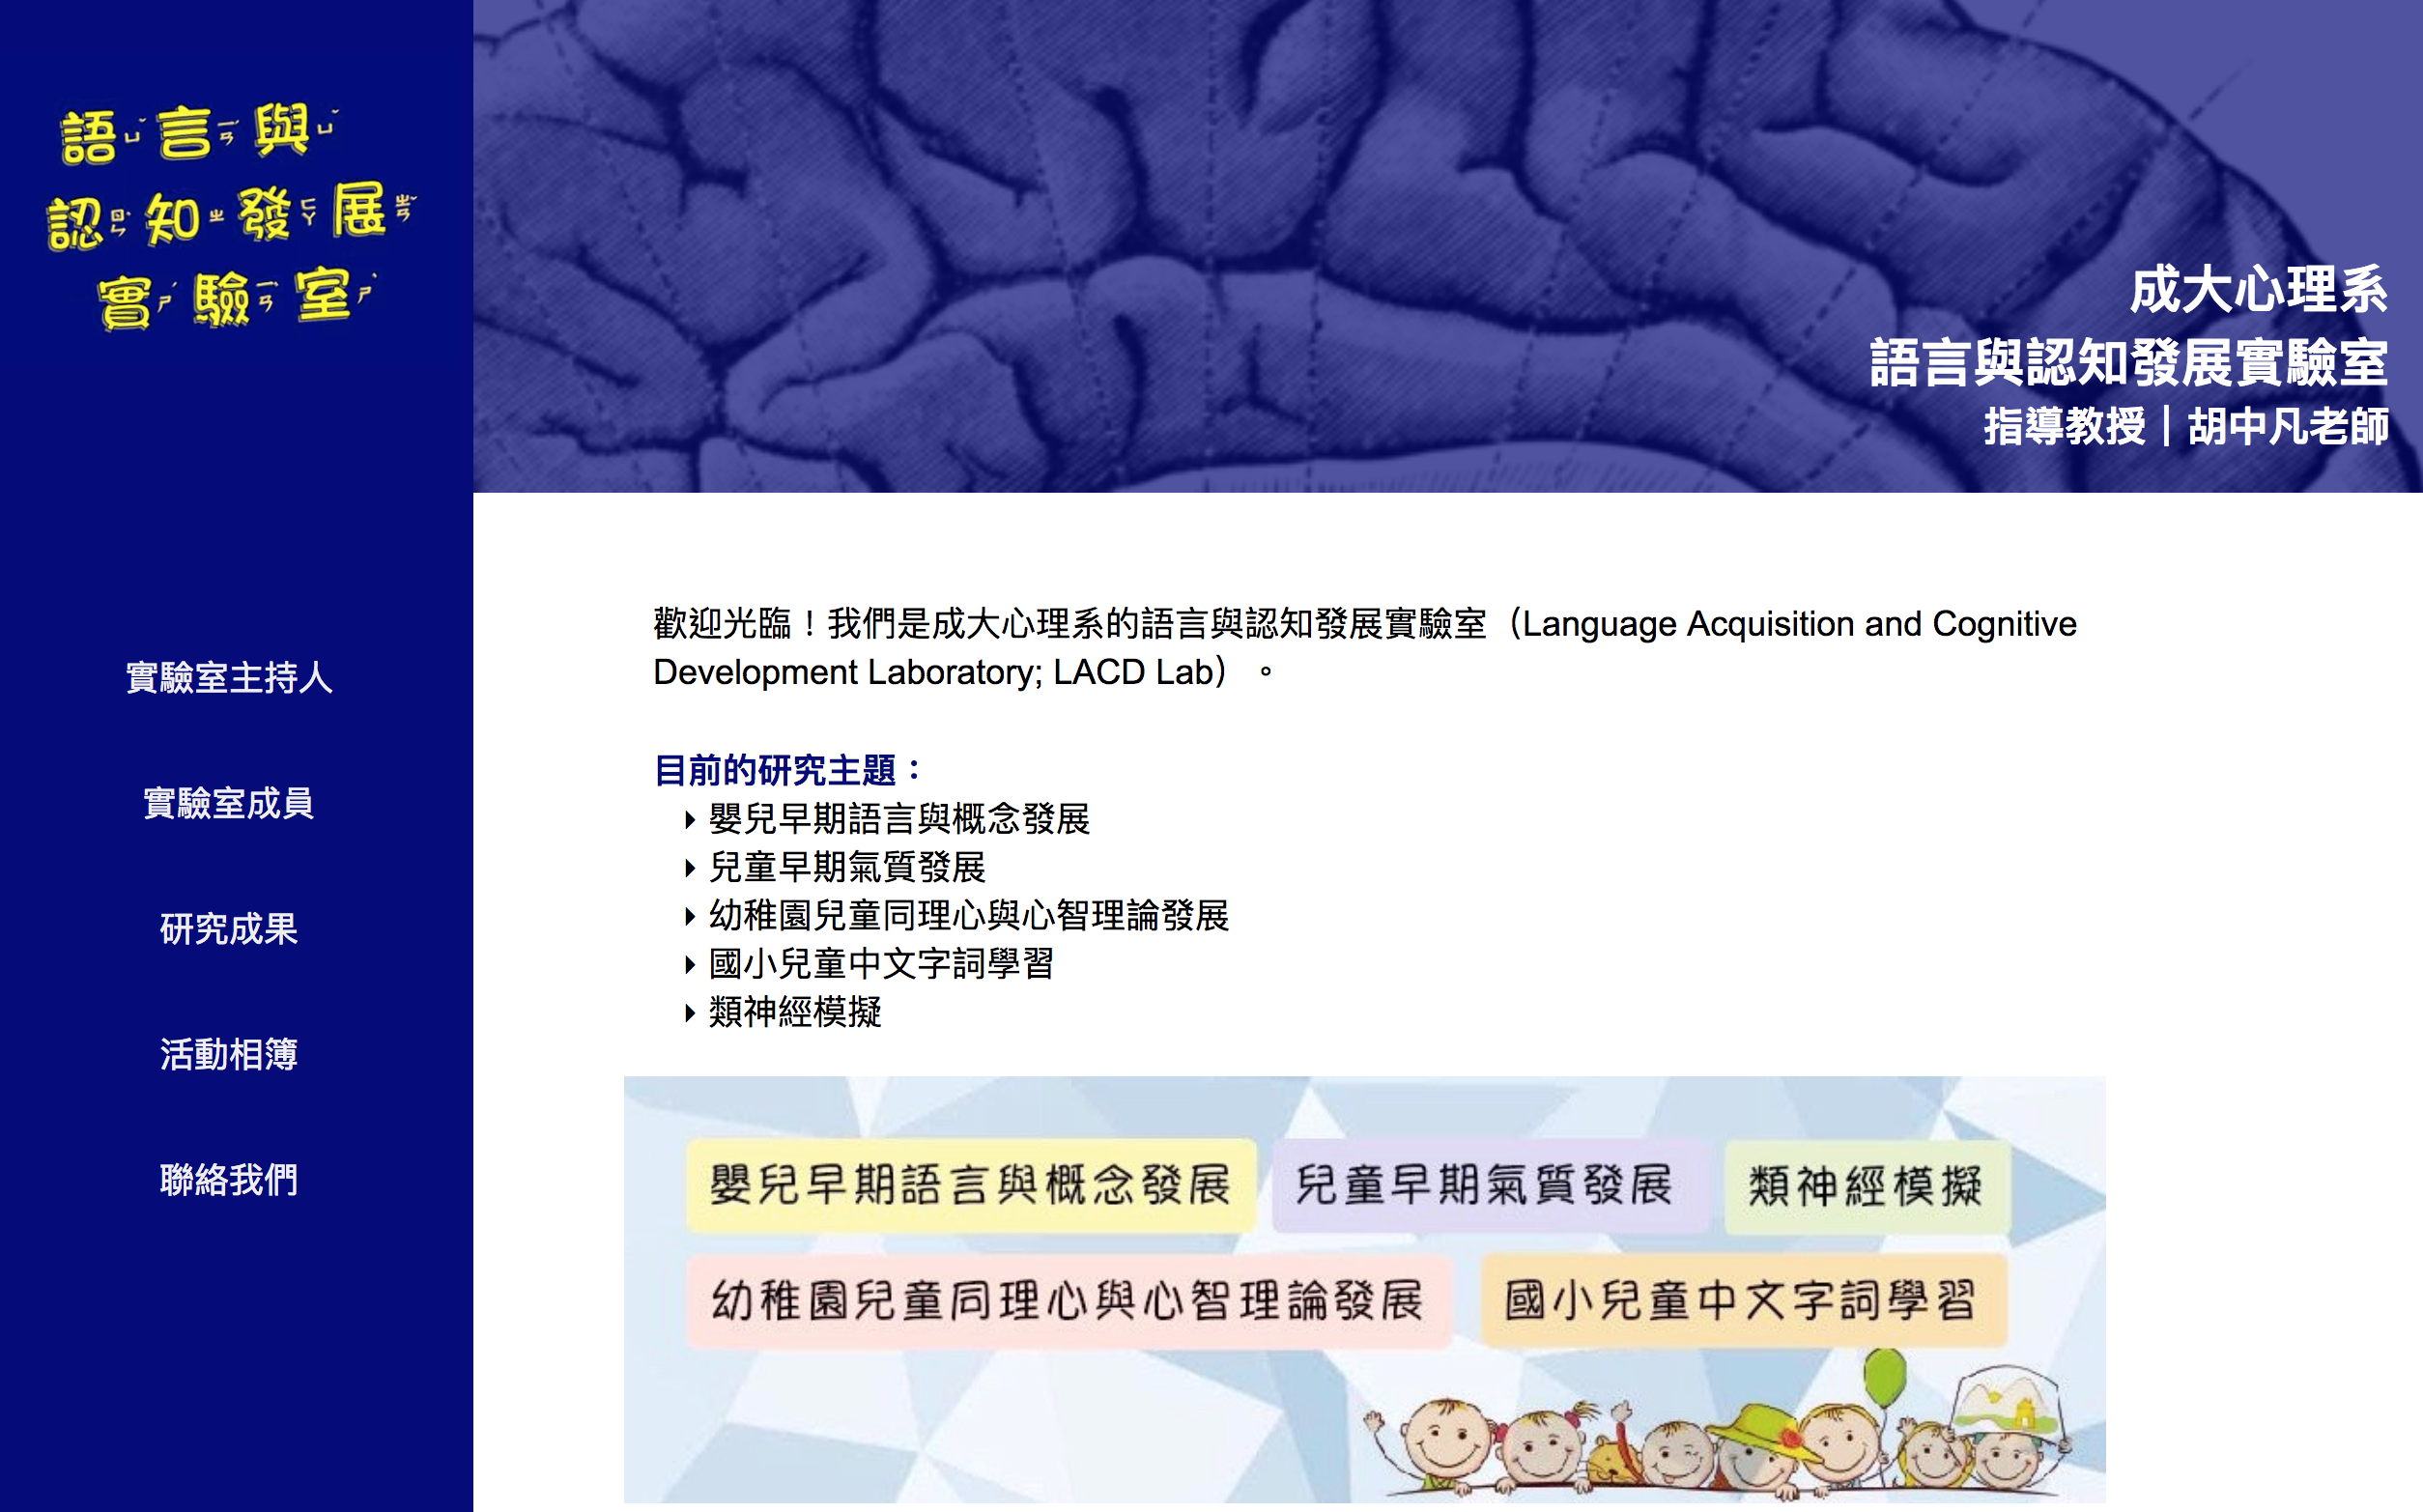 語ㄩˇ言ㄧㄢˊ與ㄩˇ
認ㄖㄣˋ知ㄓ發ㄈㄚ展ㄓㄢˇ
實ㄕˊ驗ㄧㄢˋ室ㄕˋ
實驗室主持人
實驗室成員
研究成果
活動相簿
聯絡我們
成大心理系
語言與認知發展實驗室
指導教授｜胡中凡老師
歡迎光臨！我們是成大心理系的語言與認知發展實驗室（Language Acquisition and Cognitive
Development Laboratory; LACD Lab）。
目前的研究主題：
嬰兒早期語言與概念發展
兒童早期氣質發展
幼稚園兒童同理心與心智理論發展
國小兒童中文字詞學習
類神經模擬
嬰兒早期語言與概念發展 兒童早期氣質發展 類神經模擬
幼稚園兒童同理心與心智理論發展 國小兒童中文字詞學習